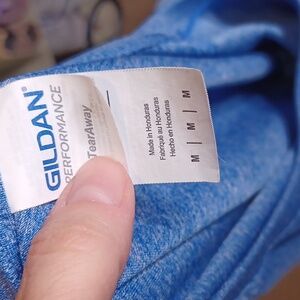 GILDAN®
PERFORMANCE
TearAway
Made in Honduras
Fabriqué au Honduras
Hecho en Honduras
M | M | M